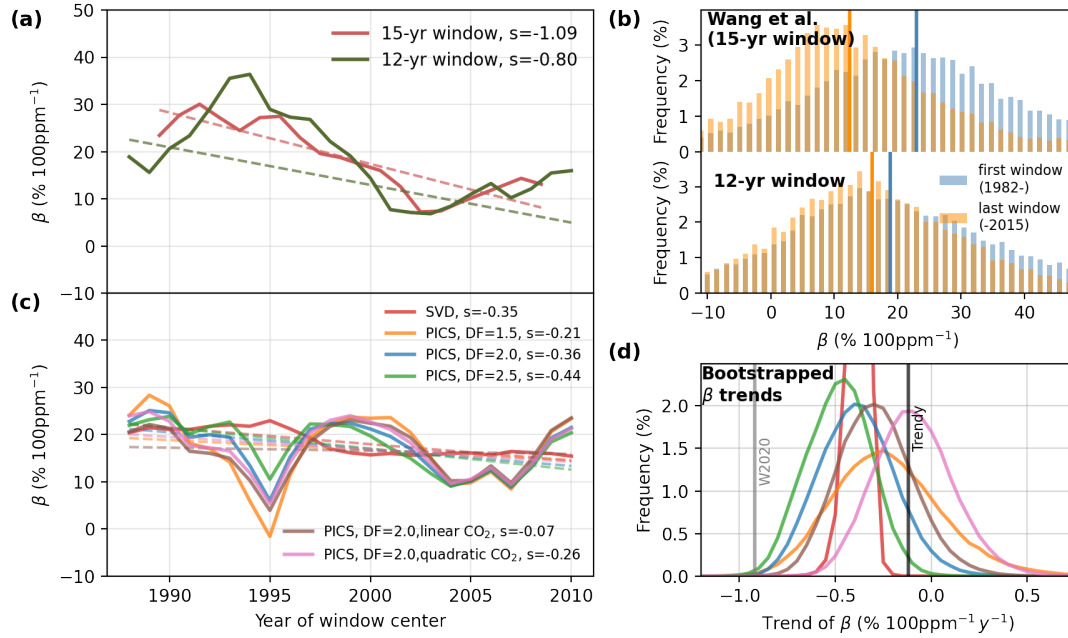 (a)
50
40
30
20
10
0
−10
β (% 100ppm⁻¹)
15-yr window, s=-1.09
12-yr window, s=-0.80
(b)
Wang et al.
(15-yr window)
Frequency (%)
3
2
1
0
12-yr window
Frequency (%)
3
2
1
0
first window
(1982-)
last window
(-2015)
−10
0
10
20
30
40
β (% 100ppm⁻¹)
(c)
40
30
20
10
0
−10
β (% 100ppm⁻¹)
SVD, s=-0.35
PICS, DF=1.5, s=-0.21
PICS, DF=2.0, s=-0.36
PICS, DF=2.5, s=-0.44
PICS, DF=2.0,linear CO₂, s=-0.07
PICS, DF=2.0,quadratic CO₂, s=-0.26
1990
1995
2000
2005
2010
Year of window center
(d)
Bootstrapped
β trends
Frequency (%)
2.0
1.5
1.0
0.5
0.0
W2020
Trendy
−1.0
−0.5
0.0
0.5
Trend of β (% 100ppm⁻¹ y⁻¹)